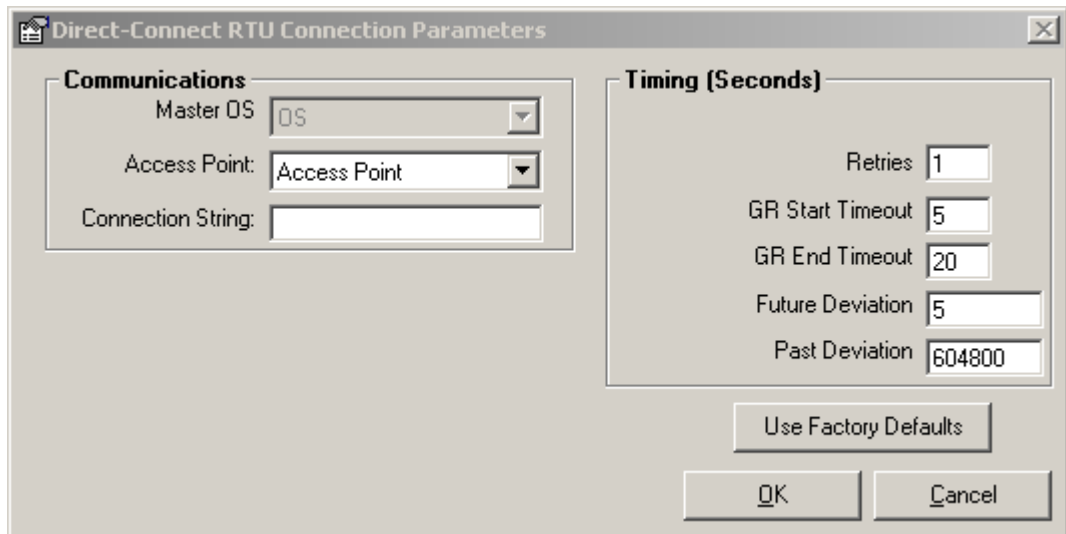 Direct-Connect RTU Connection Parameters
Communications
Master OS OS
Access Point: Access Point
Connection String:
Timing (Seconds)
Retries 1
GR Start Timeout 5
GR End Timeout 20
Future Deviation 5
Past Deviation 604800
Use Factory Defaults
OK Cancel